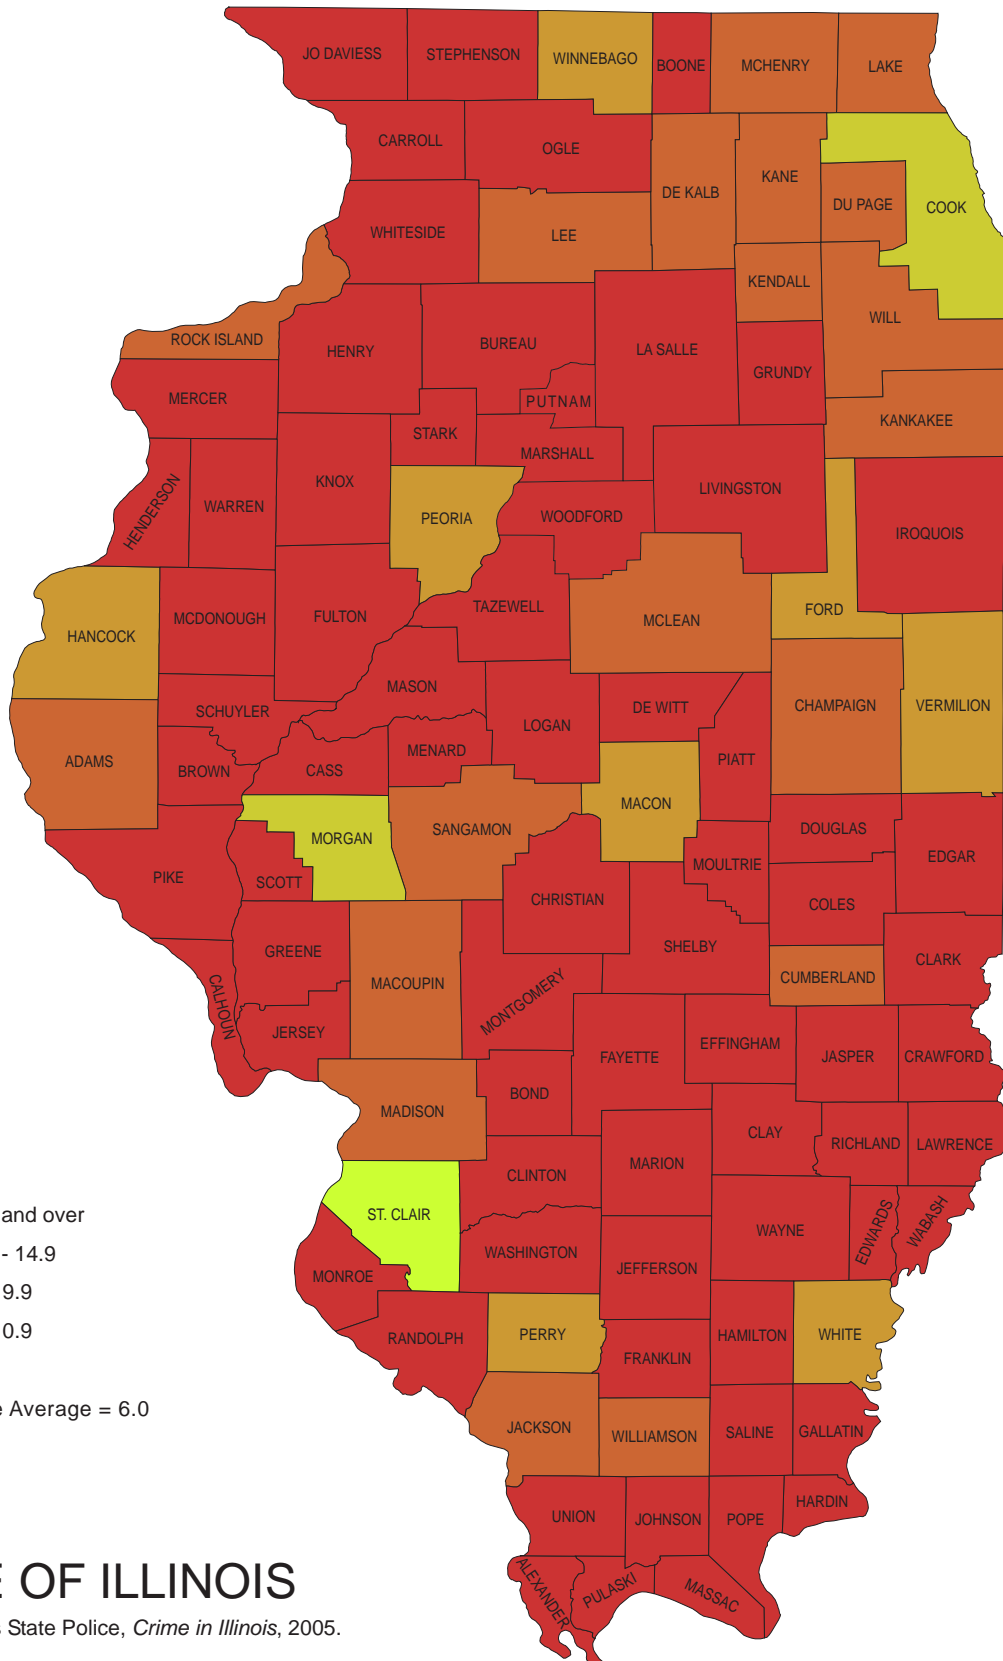 JO DAVIESS
STEPHENSON
WINNEBAGO
BOONE
MCHENRY
LAKE
CARROLL
OGLE
DE KALB
KANE
DU PAGE
COOK
WHITESIDE
LEE
KENDALL
WILL
ROCK ISLAND
HENRY
BUREAU
LA SALLE
GRUNDY
MERCER
PUTNAM
KANKAKEE
STARK
MARSHALL
HENDERSON
WARREN
KNOX
PEORIA
WOODFORD
LIVINGSTON
IROQUOIS
HANCOCK
MCDONOUGH
FULTON
TAZEWELL
MCLEAN
FORD
MASON
SCHUYLER
LOGAN
DE WITT
CHAMPAIGN
VERMILION
ADAMS
BROWN
CASS
MENARD
PIATT
MACON
MORGAN
SANGAMON
DOUGLAS
EDGAR
PIKE
SCOTT
CHRISTIAN
MOULTRIE
COLES
GREENE
SHELBY
CLARK
CALHOUN
MACOUPIN
MONTGOMERY
CUMBERLAND
JERSEY
FAYETTE
EFFINGHAM
JASPER
CRAWFORD
MADISON
BOND
CLAY
RICHLAND
LAWRENCE
CLINTON
MARION
ST. CLAIR
WAYNE
EDWARDS
WABASH
WASHINGTON
JEFFERSON
MONROE
RANDOLPH
PERRY
FRANKLIN
HAMILTON
WHITE
JACKSON
WILLIAMSON
SALINE
GALLATIN
UNION
JOHNSON
POPE
HARDIN
ALEXANDER
PULASKI
MASSAC
and over
- 14.9
9.9
0.9
e Average = 6.0
E OF ILLINOIS
s State Police, Crime in Illinois, 2005.